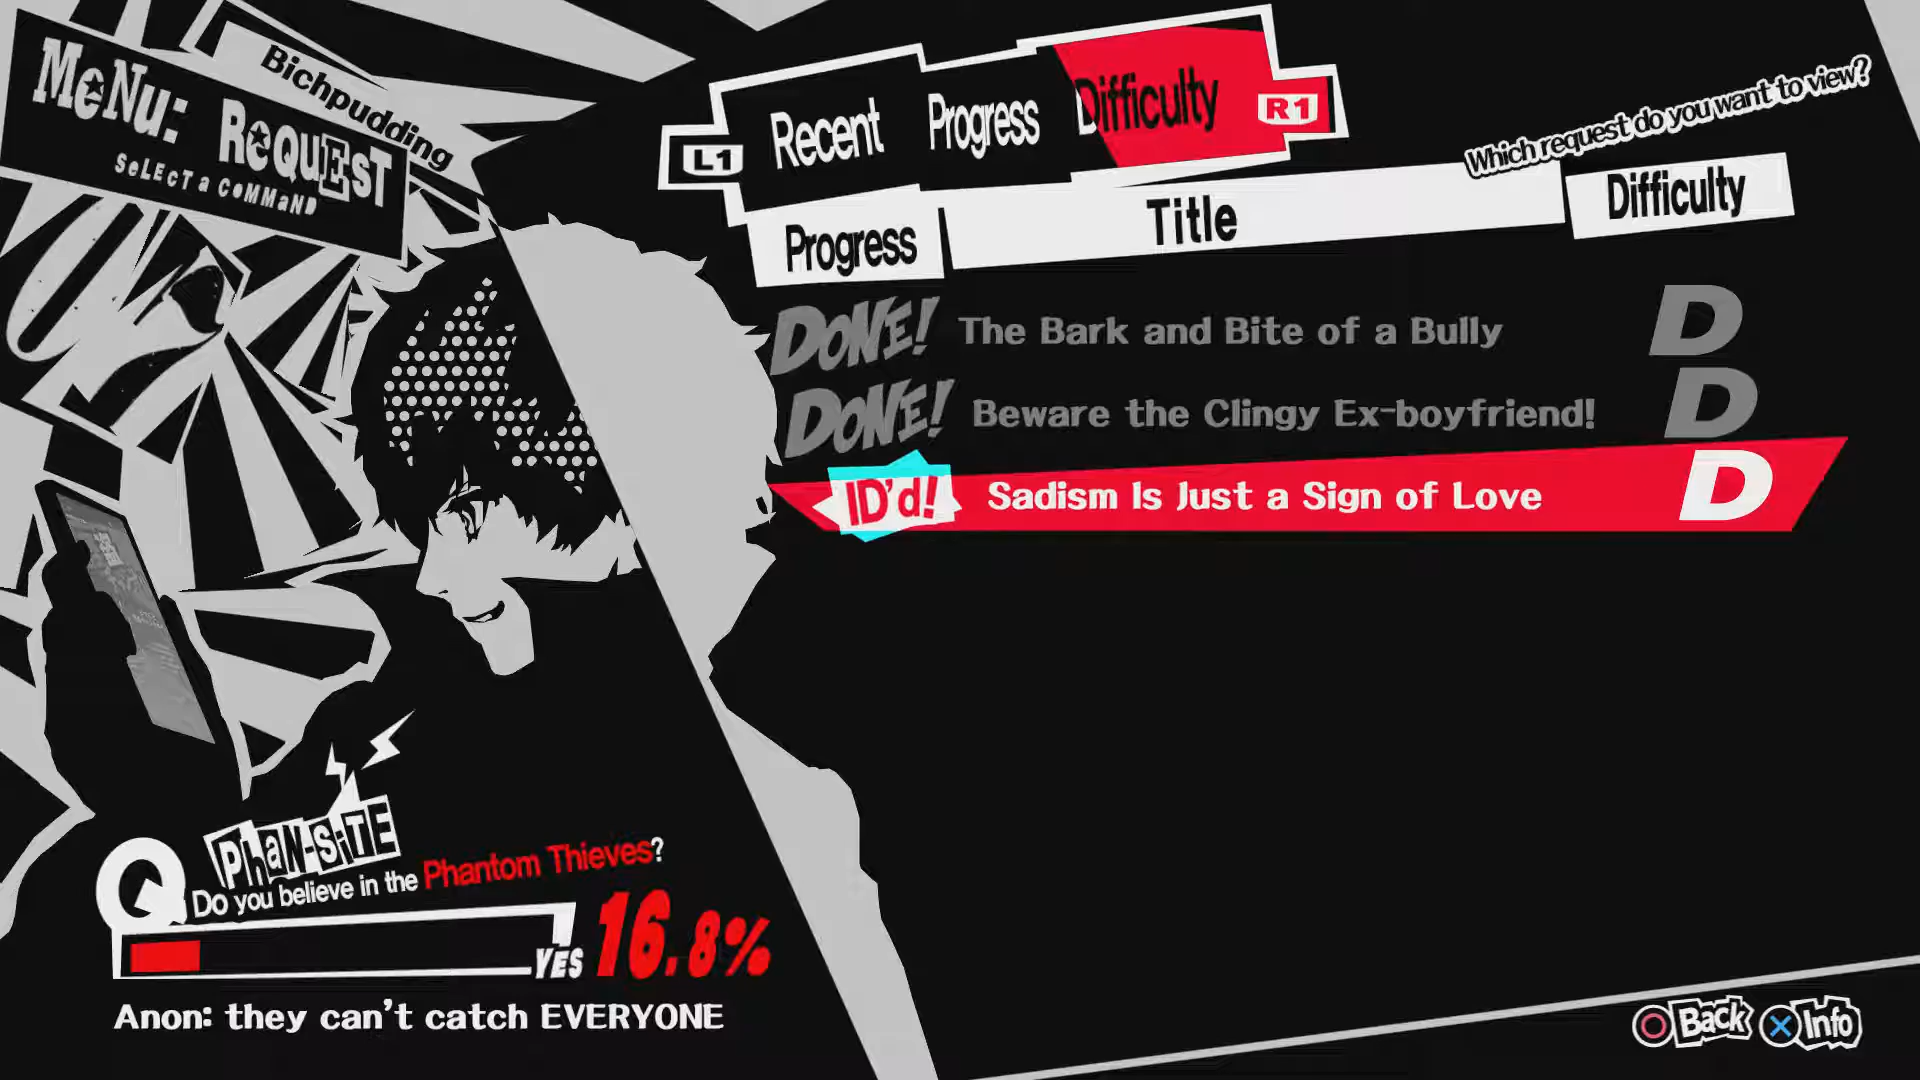 MeNu: ReQuEsT
SeLEcT a CoMMaND
Bichpudding
L1 Recent Progress Difficulty R1
Which request do you want to view?
Progress Title Difficulty
DONE! The Bark and Bite of a Bully D
DONE! Beware the Clingy Ex-boyfriend! D
ID'd! Sadism Is Just a Sign of Love D
PhaN-SiTE
Q Do you believe in the Phantom Thieves?
YES 16.8%
Anon: they can't catch EVERYONE
Back Info